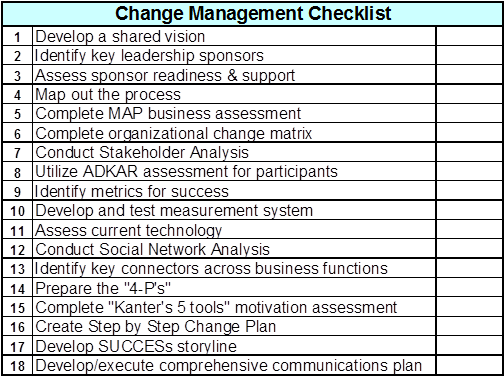 Change Management Checklist
1 Develop a shared vision
2 Identify key leadership sponsors
3 Assess sponsor readiness & support
4 Map out the process
5 Complete MAP business assessment
6 Complete organizational change matrix
7 Conduct Stakeholder Analysis
8 Utilize ADKAR assessment for participants
9 Identify metrics for success
10 Develop and test measurement system
11 Assess current technology
12 Conduct Social Network Analysis
13 Identify key connectors across business functions
14 Prepare the "4-P's"
15 Complete "Kanter's 5 tools" motivation assessment
16 Create Step by Step Change Plan
17 Develop SUCCESs storyline
18 Develop/execute comprehensive communications plan